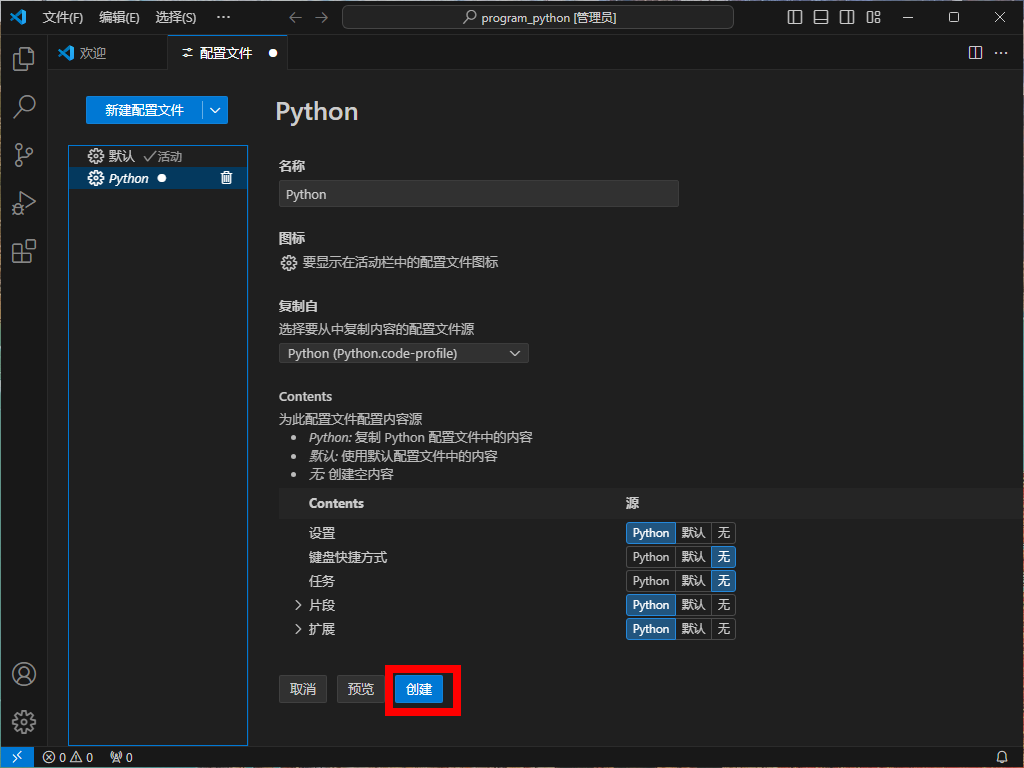 文件(F) 编辑(E) 选择(S) ··· program_python [管理员]
欢迎 配置文件
新建配置文件
默认 活动
Python
Python
名称
Python
图标
要显示在活动栏中的配置文件图标
复制自
选择要从中复制内容的配置文件源
Python (Python.code-profile)
Contents
为此配置文件配置内容源
• Python: 复制 Python 配置文件中的内容
• 默认: 使用默认配置文件中的内容
• 无: 创建空内容
Contents 源
设置 Python 默认 无
键盘快捷方式 Python 默认 无
任务 Python 默认 无
片段 Python 默认 无
扩展 Python 默认 无
取消 预览 创建
0 0 0